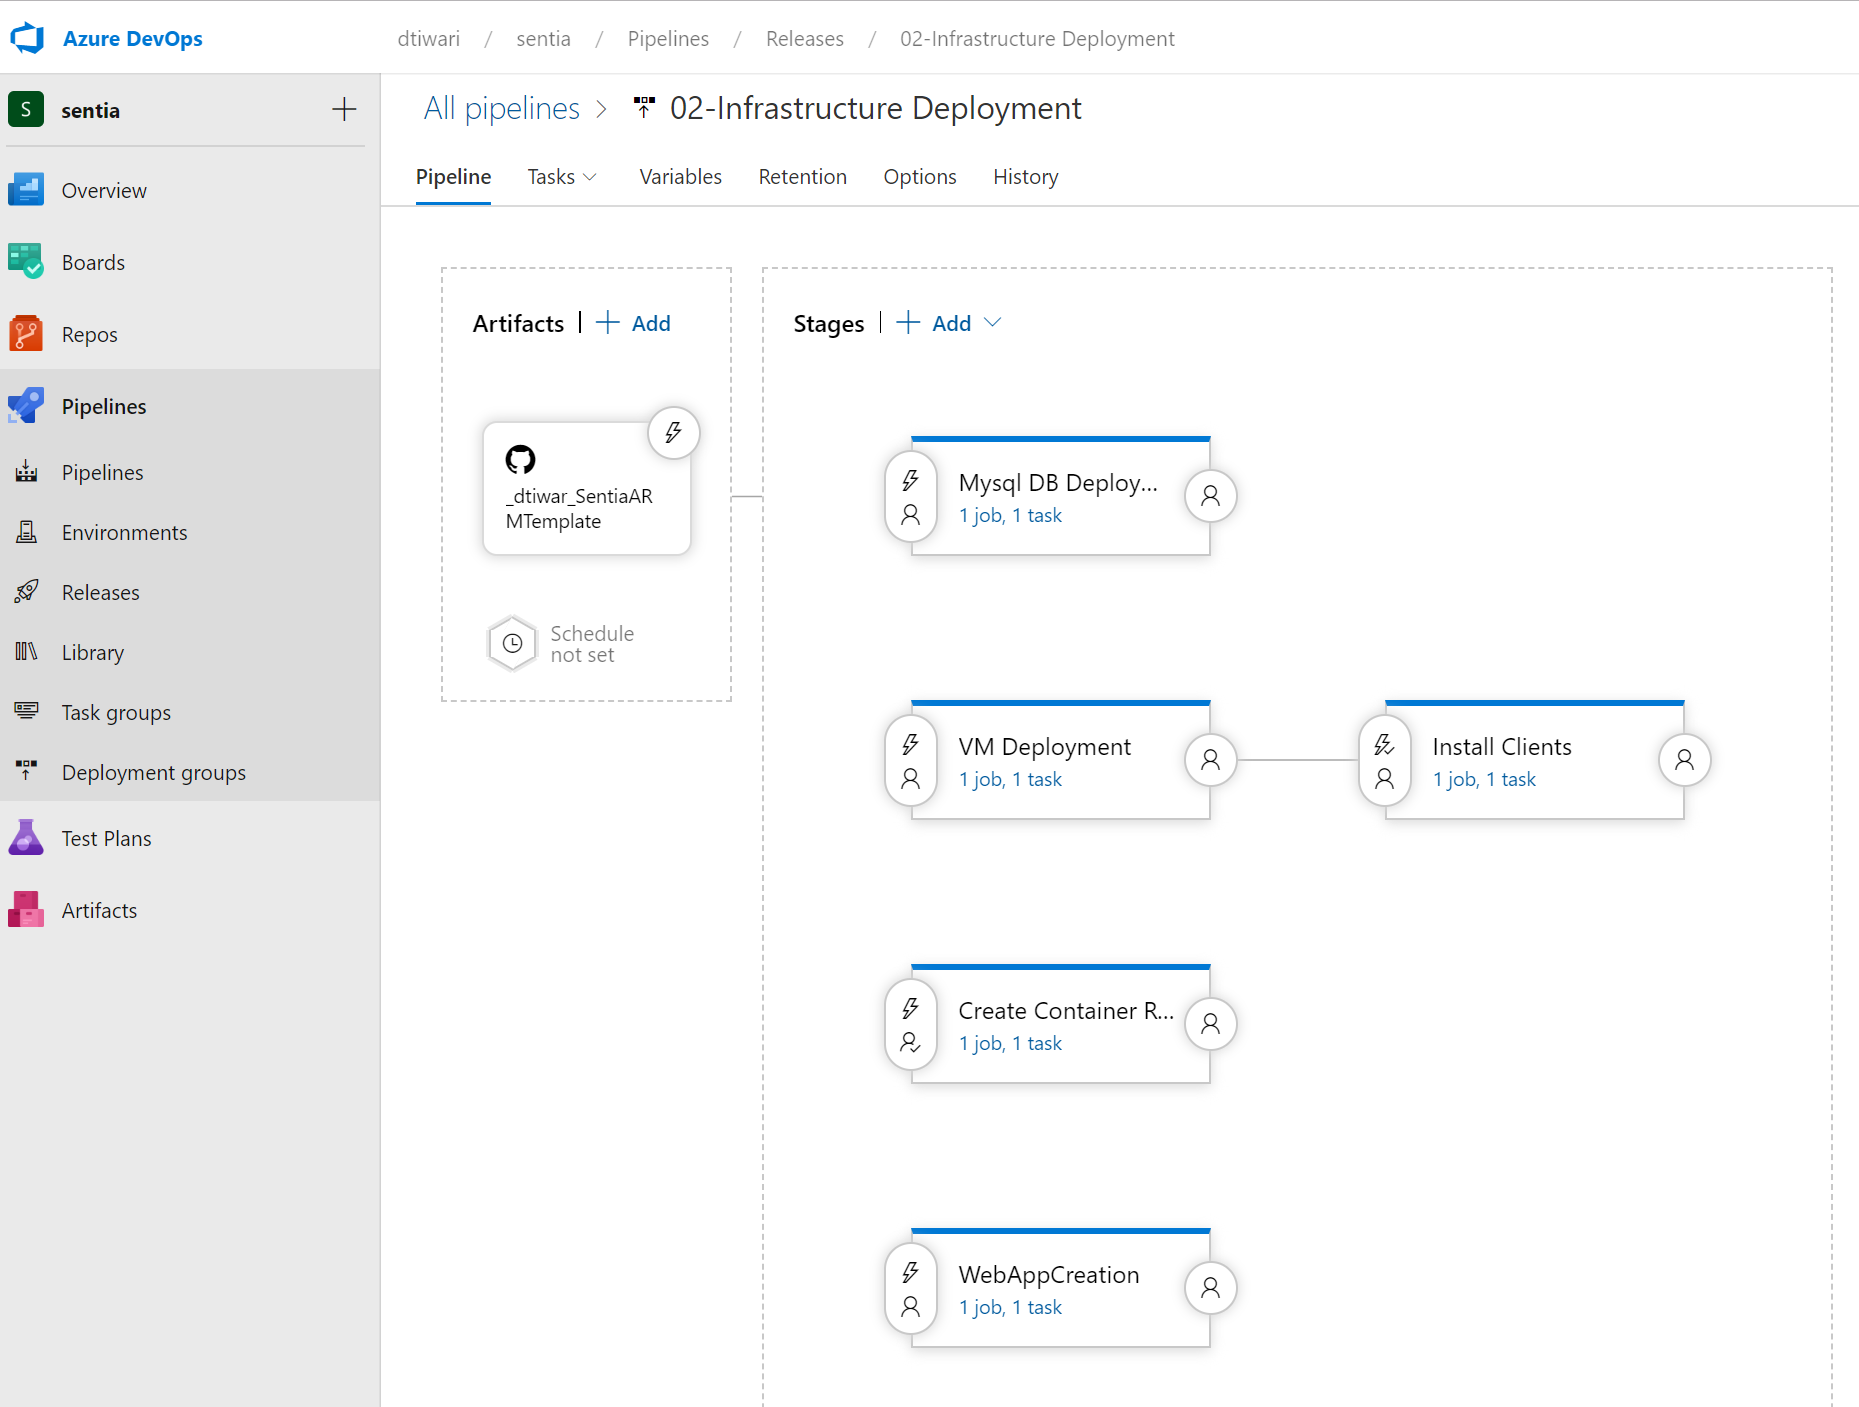 Azure DevOps
dtiwari / sentia / Pipelines / Releases / 02-Infrastructure Deployment
S sentia
All pipelines > 02-Infrastructure Deployment
Pipeline Tasks Variables Retention Options History
Overview
Boards
Repos
Pipelines
Pipelines
Environments
Releases
Library
Task groups
Deployment groups
Test Plans
Artifacts
Artifacts | + Add
_dtiwar_SentiaAR
MTemplate
Schedule
not set
Stages | + Add
Mysql DB Deploy...
1 job, 1 task
VM Deployment
1 job, 1 task
Install Clients
1 job, 1 task
Create Container R...
1 job, 1 task
WebAppCreation
1 job, 1 task